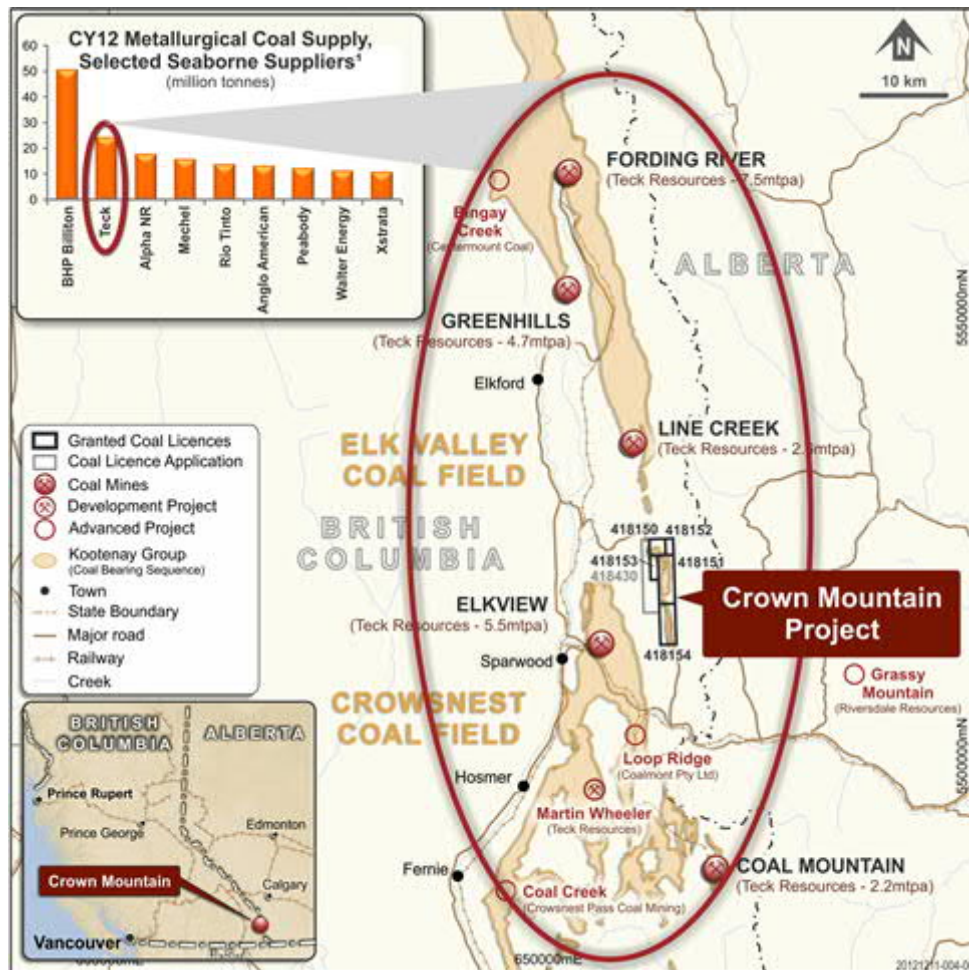 CY12 Metallurgical Coal Supply,
Selected Seaborne Suppliers¹
(million tonnes)
60
50
40
30
20
10
0
BHP Billiton
Teck
Alpha NR
Mechel
Rio Tinto
Anglo American
Peabody
Walter Energy
Xstrata
N
10 km
FORDING RIVER
(Teck Resources - 7.5mtpa)
Bingay
Creek
(Centermount Coal)
ALBERTA
GREENHILLS
(Teck Resources - 4.7mtpa)
5550000mN
Elkford
LINE CREEK
(Teck Resources -
ELK VALLEY
COAL FIELD
BRITISH
COLUMBIA
Granted Coal Licences
Coal Licence Application
Coal Mines
Development Project
Advanced Project
Kootenay Group
(Coal Bearing Sequence)
Town
State Boundary
Major road
Railway
Creek
418150
418152
418153
418151
418430
418154
Crown Mountain
Project
ELKVIEW
(Teck Resources - 5.5mtpa)
Sparwood
Grassy
Mountain
(Riversdale Resources)
CROWSNEST
COAL FIELD
Loop Ridge
(Coalmont Pty Ltd)
Hosmer
Martin Wheeler
(Teck Resources)
5500000mN
Fernie
COAL MOUNTAIN
(Teck Resources - 2.2mtpa)
Coal Creek
(Crowsnest Pass Coal Mining)
BRITISH
COLUMBIA
ALBERTA
Prince Rupert
Prince George
Edmonton
Crown Mountain
Calgary
Vancouver
650000mE